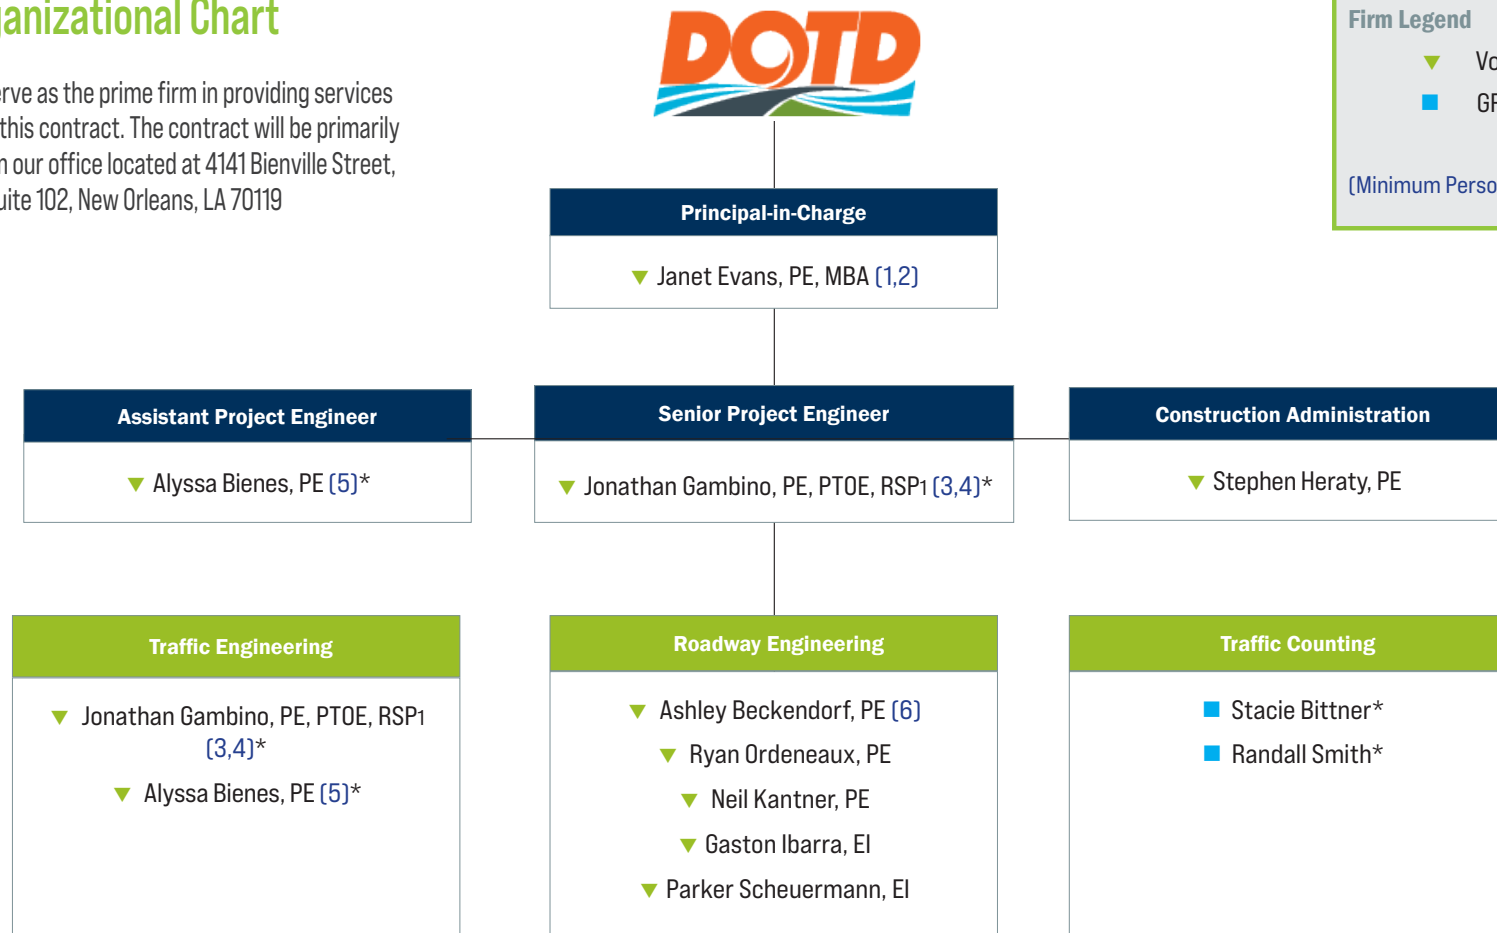 ganizational Chart
erve as the prime firm in providing services
this contract. The contract will be primarily
m our office located at 4141 Bienville Street,
uite 102, New Orleans, LA 70119
DOTD
Firm Legend
▼ Vo
■ GF
(Minimum Perso
Principal-in-Charge
▼ Janet Evans, PE, MBA (1,2)
Assistant Project Engineer
▼ Alyssa Bienes, PE (5)*
Senior Project Engineer
▼ Jonathan Gambino, PE, PTOE, RSP1 (3,4)*
Construction Administration
▼ Stephen Heraty, PE
Traffic Engineering
▼ Jonathan Gambino, PE, PTOE, RSP1
(3,4)*
▼ Alyssa Bienes, PE (5)*
Roadway Engineering
▼ Ashley Beckendorf, PE (6)
▼ Ryan Ordeneaux, PE
▼ Neil Kantner, PE
▼ Gaston Ibarra, EI
▼ Parker Scheuermann, EI
Traffic Counting
■ Stacie Bittner*
■ Randall Smith*